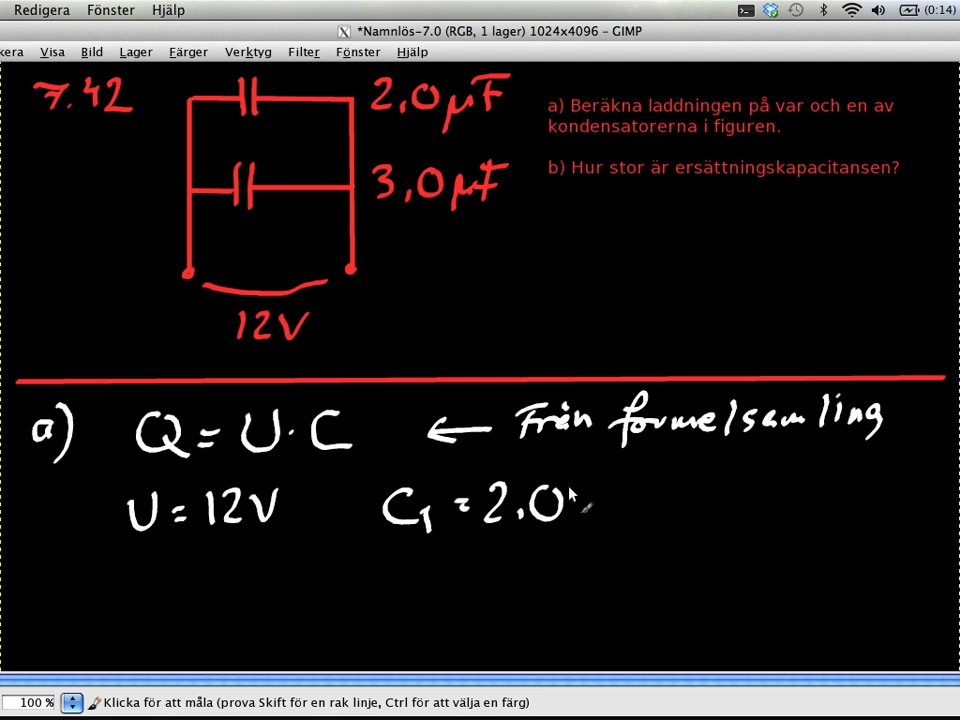 Redigera Fönster Hjälp (0:14)
*Namnlös-7.0 (RGB, 1 lager) 1024x4096 – GIMP
kera Visa Bild Lager Färger Verktyg Filter Fönster Hjälp
7.42
2,0μF
3,0μF
12V
a) Beräkna laddningen på var och en av
kondensatorerna i figuren.
b) Hur stor är ersättningskapacitansen?
a) Q = U · C ← Från formelsamling
U = 12V C₁ = 2,0
100 % Klicka för att måla (prova Skift för en rak linje, Ctrl för att välja en färg)